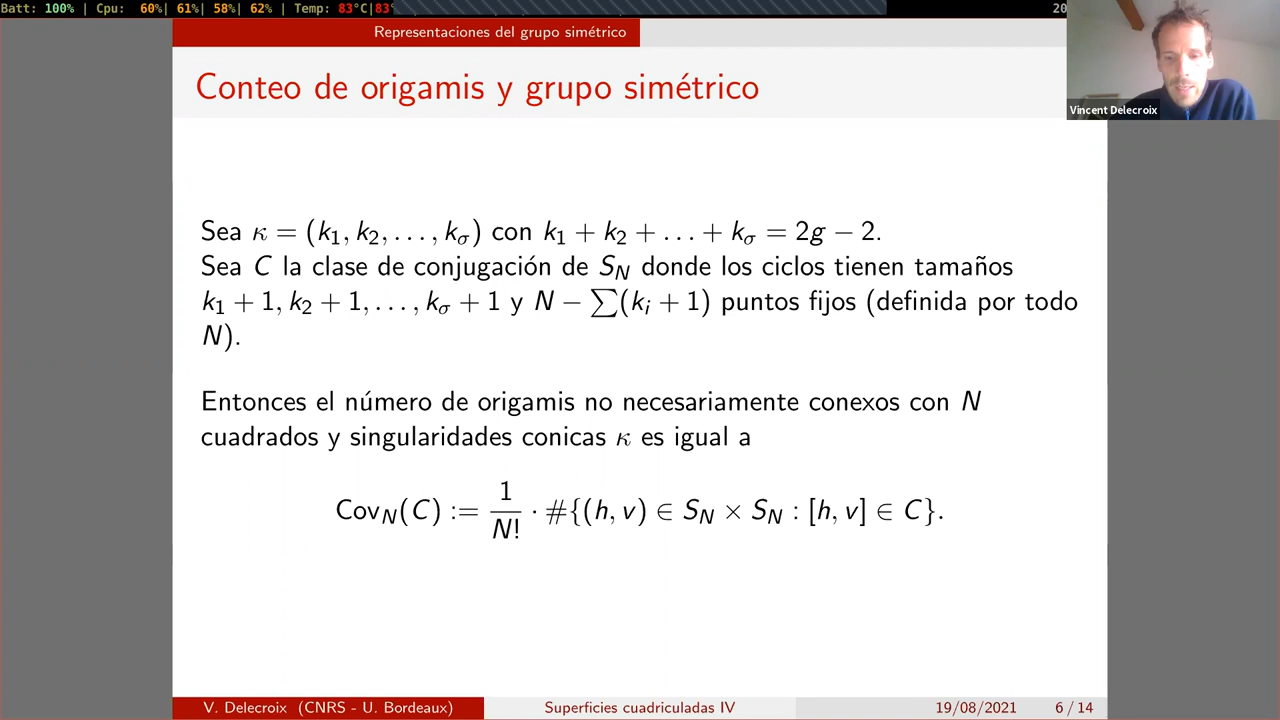 Batt: 100% | Cpu: 60%| 61%| 58%| 62% | Temp: 83°C|83°
20
Vincent Delecroix
Representaciones del grupo simétrico
Conteo de origamis y grupo simétrico
Sea κ = (k₁, k₂, . . . , k_σ) con k₁ + k₂ + . . . + k_σ = 2g − 2.
Sea C la clase de conjugación de S_N donde los ciclos tienen tamaños
k₁ + 1, k₂ + 1, . . . , k_σ + 1 y N − ∑(k_i + 1) puntos fijos (definida por todo
N).
Entonces el número de origamis no necesariamente conexos con N
cuadrados y singularidades conicas κ es igual a
Cov_N(C) := 1/N! · #{(h, v) ∈ S_N × S_N : [h, v] ∈ C}.
V. Delecroix (CNRS - U. Bordeaux)
Superficies cuadriculadas IV
19/08/2021
6 / 14